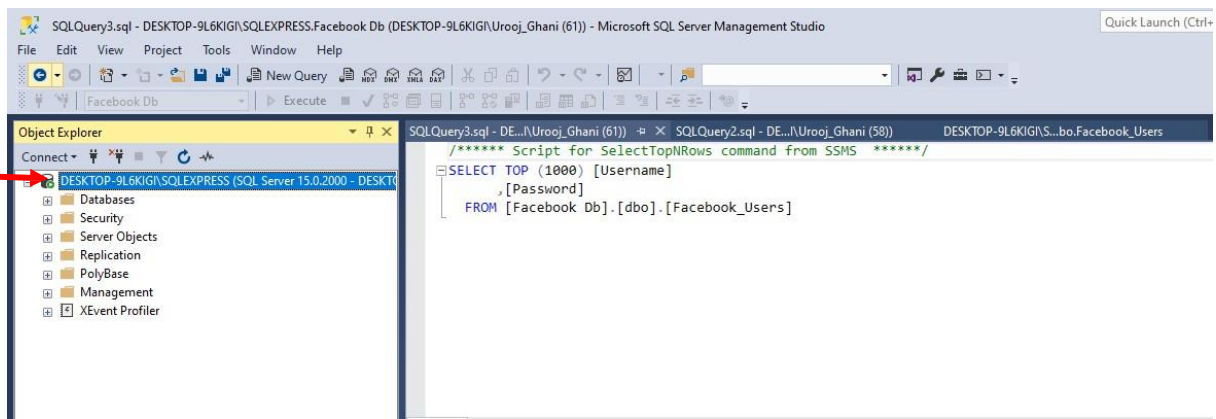 SQLQuery3.sql - DESKTOP-9L6KIGI\SQLEXPRESS.Facebook Db (DESKTOP-9L6KIGI\Urooj_Ghani (61)) - Microsoft SQL Server Management Studio
Quick Launch (Ctrl+
File Edit View Project Tools Window Help
New Query MDX DMX XMLA DAX
Facebook Db Execute
Object Explorer
SQLQuery3.sql - DE...I\Urooj_Ghani (61)) SQLQuery2.sql - DE...I\Urooj_Ghani (58)) DESKTOP-9L6KIGI\S...bo.Facebook_Users
Connect
DESKTOP-9L6KIGI\SQLEXPRESS (SQL Server 15.0.2000 - DESKTO
Databases
Security
Server Objects
Replication
PolyBase
Management
XEvent Profiler
/****** Script for SelectTopNRows command from SSMS ******/
SELECT TOP (1000) [Username]
,[Password]
FROM [Facebook Db].[dbo].[Facebook_Users]